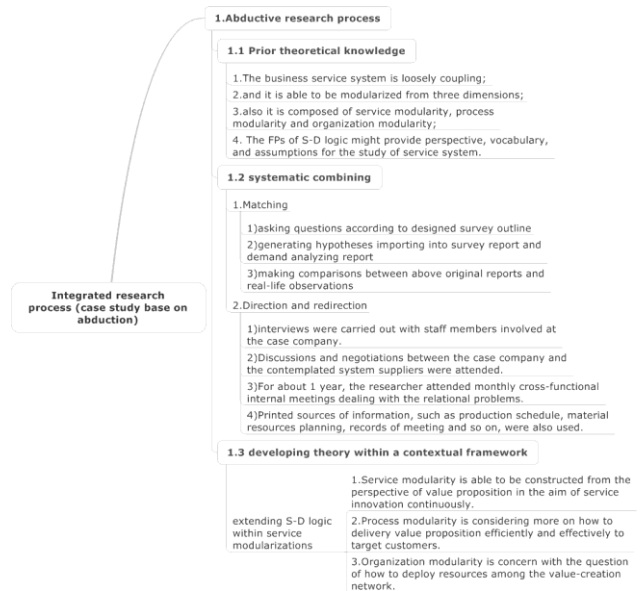 1.Abductive research process
1.1 Prior theoretical knowledge
1.The business service system is loosely coupling;
2.and it is able to be modularized from three dimensions;
3.also it is composed of service modularity, process
modularity and organization modularity;
4. The FPs of S-D logic might provide perspective, vocabulary,
and assumptions for the study of service system.
1.2 systematic combining
1.Matching
1)asking questions according to designed survey outline
2)generating hypotheses importing into survey report and
demand analyzing report
3)making comparisons between above original reports and
real-life observations
Integrated research
process (case study base on
abduction)
2.Direction and redirection
1)interviews were carried out with staff members involved at
the case company.
2)Discussions and negotiations between the case company and
the contemplated system suppliers were attended.
3)For about 1 year, the researcher attended monthly cross-functional
internal meetings dealing with the relational problems.
4)Printed sources of information, such as production schedule, material
resources planning, records of meeting and so on, were also used.
1.3 developing theory within a contextual framework
extending S-D logic
within service
modularizations
1.Service modularity is able to be constructed from the
perspective of value proposition in the aim of service
innovation continuously.
2.Process modularity is considering more on how to
delivery value proposition efficiently and effectively to
target customers.
3.Organization modularity is concern with the question
of how to deploy resources among the value-creation
network.